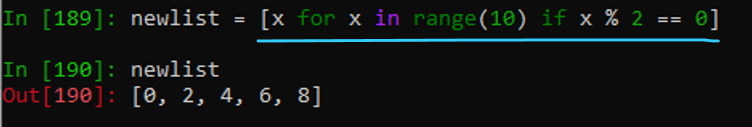 In [189]: newlist = [x for x in range(10) if x % 2 == 0]
In [190]: newlist
Out[190]: [0, 2, 4, 6, 8]